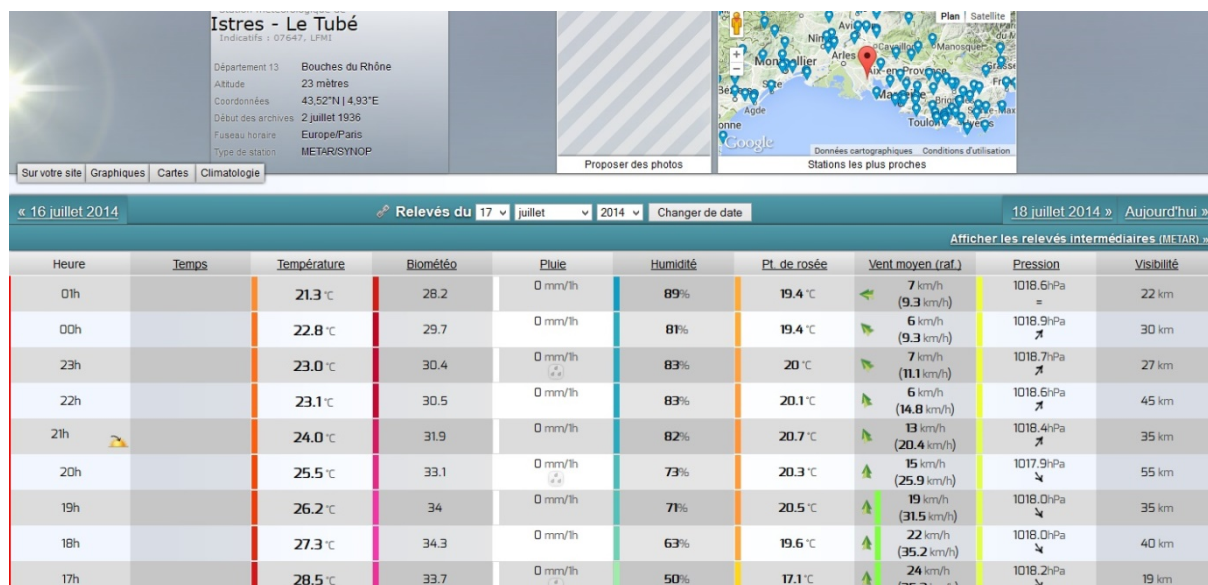 Station météorologique de
Istres - Le Tubé
Indicatifs : 07647, LFMI
Département 13 Bouches du Rhône
Altitude 23 mètres
Coordonnées 43,52°N | 4,93°E
Début des archives 2 juillet 1936
Fuseau horaire Europe/Paris
Type de station METAR/SYNOP
Proposer des photos
Plan | Satellite
Nîm
Avi
Cavaillon
Manosque
Arles
Montpellier
Aix-en-Provence
Grasse
Sète
Marseille
Agde
Toulon
Hyères
onne
Google
Données cartographiques Conditions d'utilisation
Stations les plus proches
Sur votre site Graphiques Cartes Climatologie
« 16 juillet 2014 Relevés du 17 juillet 2014 Changer de date 18 juillet 2014 » Aujourd'hui »
Afficher les relevés intermédiaires (METAR) »
Heure Temps Température Biométéo Pluie Humidité Pt. de rosée Vent moyen (raf.) Pression Visibilité
01h 21.3 °C 28.2 0 mm/1h 89% 19.4 °C 7 km/h (9.3 km/h) 1018.6hPa = 22 km
00h 22.8 °C 29.7 0 mm/1h 81% 19.4 °C 6 km/h (9.3 km/h) 1018.9hPa 30 km
23h 23.0 °C 30.4 0 mm/1h 83% 20 °C 7 km/h (11.1 km/h) 1018.7hPa 27 km
22h 23.1 °C 30.5 0 mm/1h 83% 20.1 °C 6 km/h (14.8 km/h) 1018.6hPa 45 km
21h 24.0 °C 31.9 0 mm/1h 82% 20.7 °C 13 km/h (20.4 km/h) 1018.4hPa 35 km
20h 25.5 °C 33.1 0 mm/1h 73% 20.3 °C 15 km/h (25.9 km/h) 1017.9hPa 55 km
19h 26.2 °C 34 0 mm/1h 71% 20.5 °C 19 km/h (31.5 km/h) 1018.0hPa 35 km
18h 27.3 °C 34.3 0 mm/1h 63% 19.6 °C 22 km/h (35.2 km/h) 1018.0hPa 40 km
17h 28.5 °C 33.7 0 mm/1h 50% 17.1 °C 24 km/h 1018.2hPa 19 km